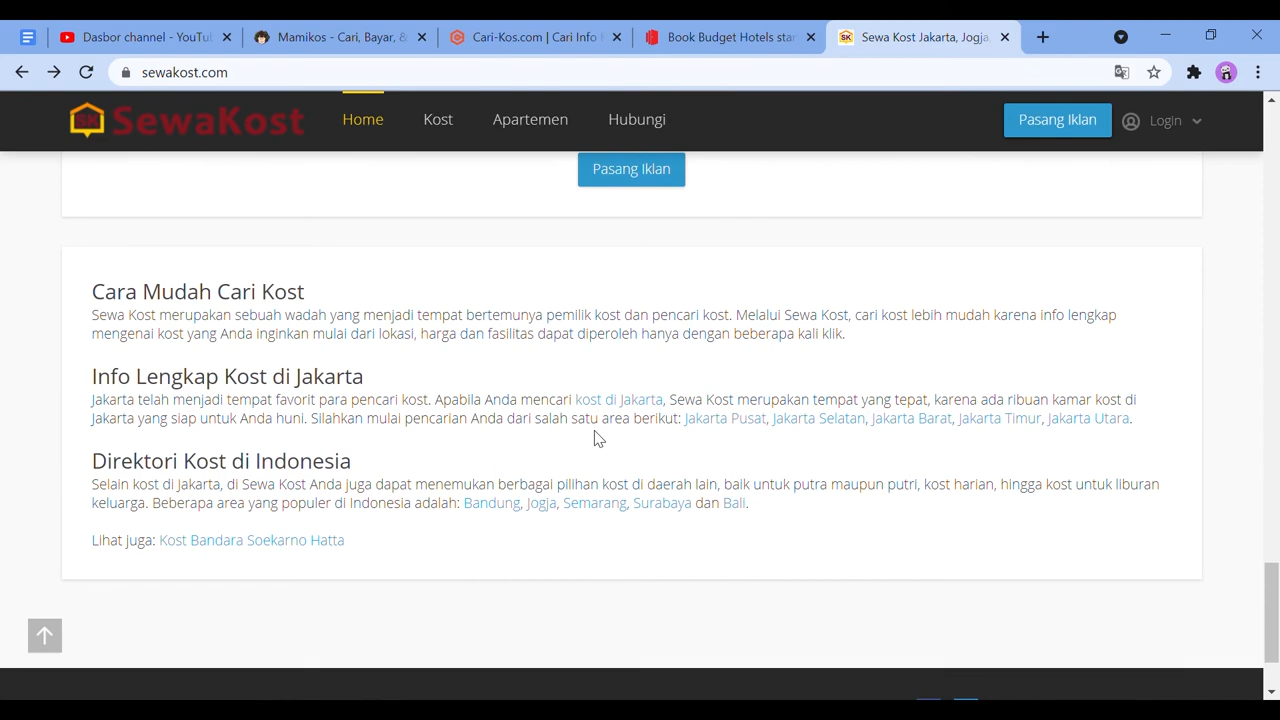 Dasbor channel - YouTu
Mamikos - Cari, Bayar, &
Cari-Kos.com | Cari Info
Book Budget Hotels star
Sewa Kost Jakarta, Jogja,
sewakost.com
SK SewaKost
Home
Kost
Apartemen
Hubungi
Pasang Iklan
Login
Pasang Iklan
Cara Mudah Cari Kost
Sewa Kost merupakan sebuah wadah yang menjadi tempat bertemunya pemilik kost dan pencari kost. Melalui Sewa Kost, cari kost lebih mudah karena info lengkap
mengenai kost yang Anda inginkan mulai dari lokasi, harga dan fasilitas dapat diperoleh hanya dengan beberapa kali klik.
Info Lengkap Kost di Jakarta
Jakarta telah menjadi tempat favorit para pencari kost. Apabila Anda mencari kost di Jakarta, Sewa Kost merupakan tempat yang tepat, karena ada ribuan kamar kost di
Jakarta yang siap untuk Anda huni. Silahkan mulai pencarian Anda dari salah satu area berikut: Jakarta Pusat, Jakarta Selatan, Jakarta Barat, Jakarta Timur, Jakarta Utara.
Direktori Kost di Indonesia
Selain kost di Jakarta, di Sewa Kost Anda juga dapat menemukan berbagai pilihan kost di daerah lain, baik untuk putra maupun putri, kost harian, hingga kost untuk liburan
keluarga. Beberapa area yang populer di Indonesia adalah: Bandung, Jogja, Semarang, Surabaya dan Bali.
Lihat juga: Kost Bandara Soekarno Hatta